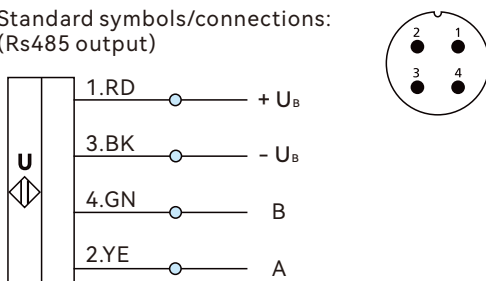 Standard symbols/connections:
(Rs485 output)
2 1
3 4
1.RD
+ UB
3.BK
- UB
U
4.GN
B
2.YE
A